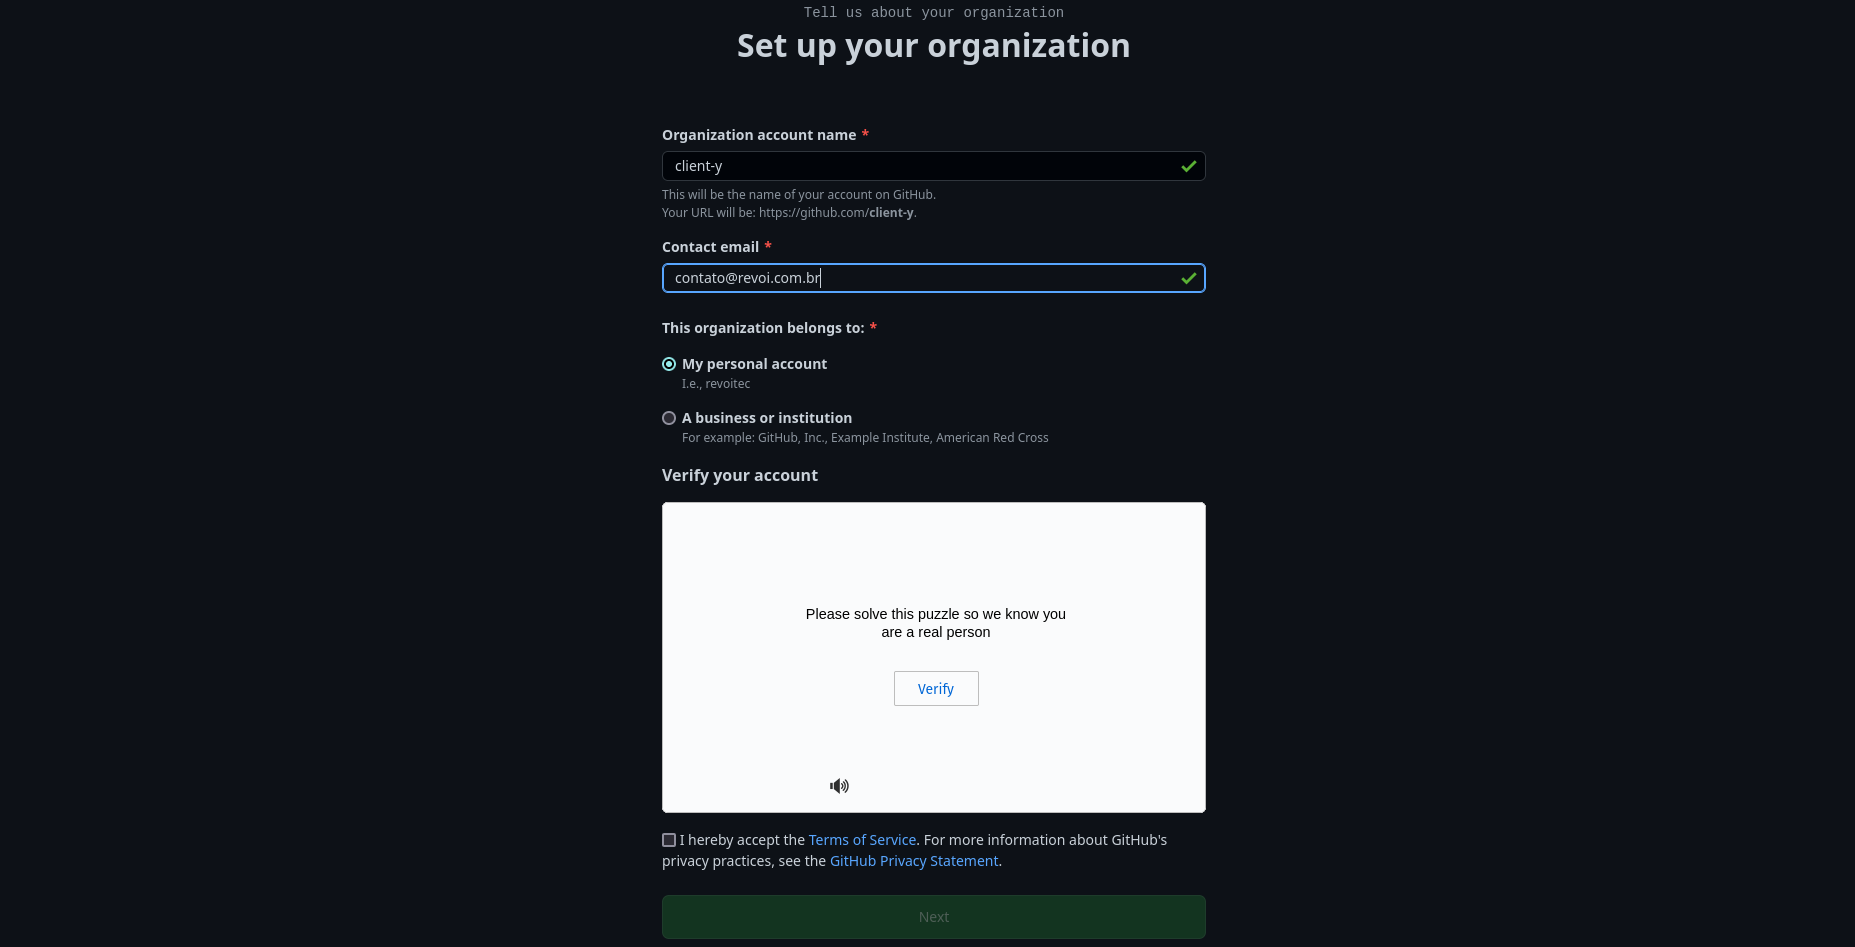 Tell us about your organization
Set up your organization
Organization account name *
client-y
This will be the name of your account on GitHub.
Your URL will be: https://github.com/client-y.
Contact email *
contato@revoi.com.br
This organization belongs to: *
My personal account
I.e., revoitec
A business or institution
For example: GitHub, Inc., Example Institute, American Red Cross
Verify your account
Please solve this puzzle so we know you
are a real person
Verify
I hereby accept the Terms of Service. For more information about GitHub's
privacy practices, see the GitHub Privacy Statement.
Next